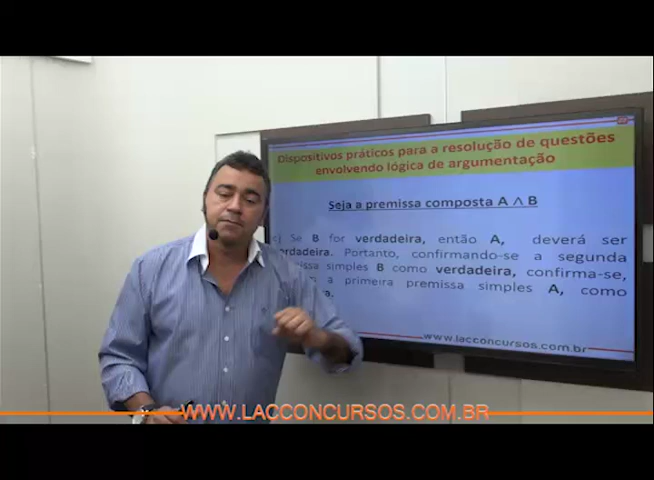 Dispositivos práticos para a resolução de questões
envolvendo lógica de argumentação
Seja a premissa composta A ∧ B
c) Se B for verdadeira, então A, deverá ser
verdadeira. Portanto, confirmando-se a segunda
simples B como verdadeira, confirma-se,
a primeira premissa simples A, como
www.lacconcursos.com.br
WWW.LACCONCURSOS.COM.BR